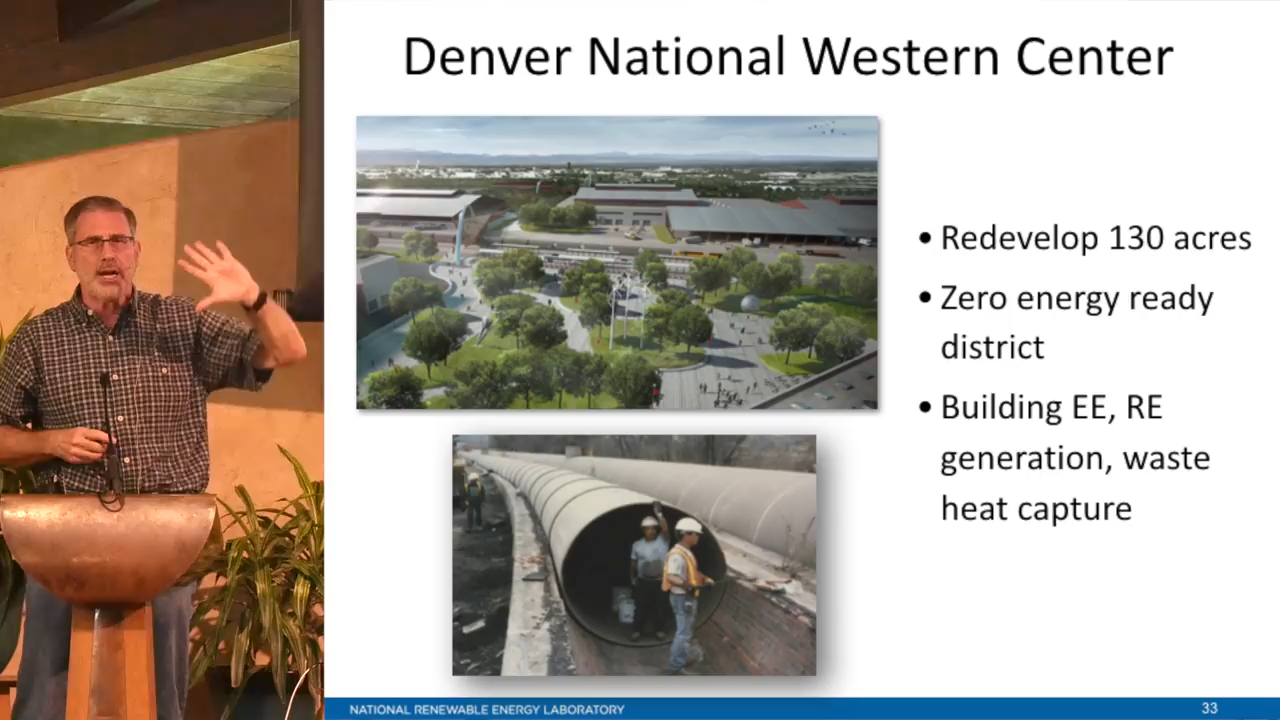 Denver National Western Center
• Redevelop 130 acres
• Zero energy ready
district
• Building EE, RE
generation, waste
heat capture
NATIONAL RENEWABLE ENERGY LABORATORY
33